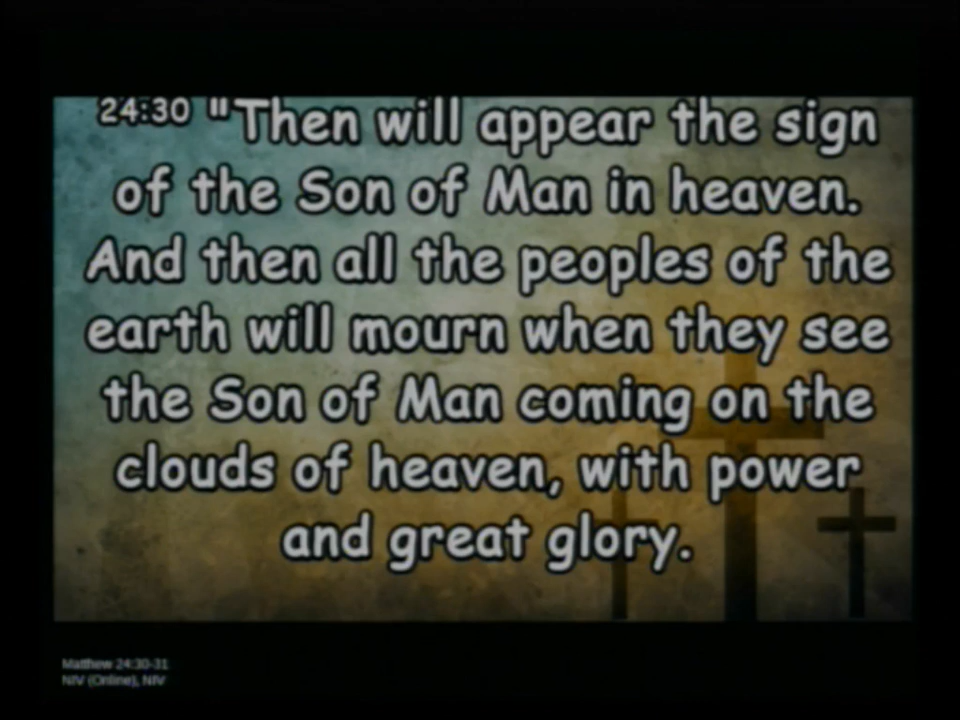 24:30 "Then will appear the sign
of the Son of Man in heaven.
And then all the peoples of the
earth will mourn when they see
the Son of Man coming on the
clouds of heaven, with power
and great glory.
Matthew 24:30-31
NIV (Online), NIV